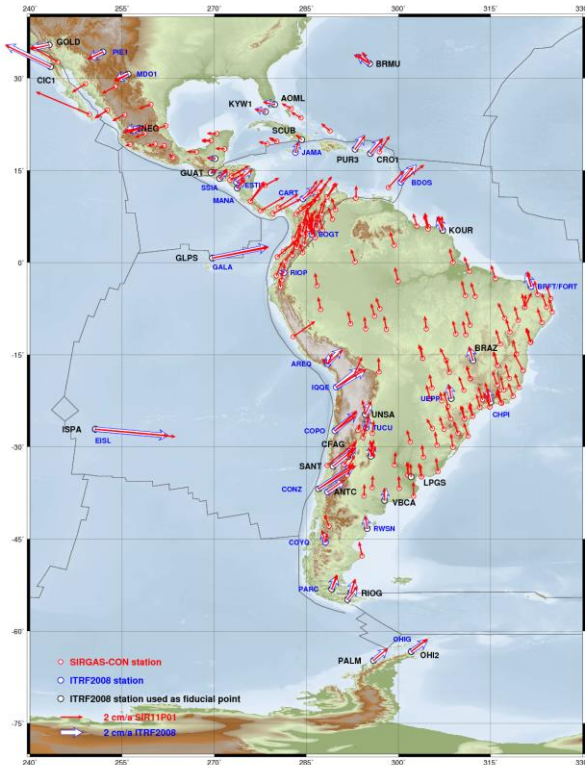 240˚ 255˚ 270˚ 285˚ 300˚ 315˚ 330˚
GOLD
PIE1
CIC1
MDO1
BRMU
30˚
INEG
KYW1
AOML
SCUB
JAMA
PUR3
CRO1
GUAT
SSIA
ESTI
MANA
CART
BDOS
BOGT
KOUR
GLPS
GALA
0˚
RIOP
BRFT/FORT
-15˚
AREQ
BRAZ
IQQE
UEPP
CHPI
ISPA
EISL
COPO
UNSA
TUCU
-30˚
CFAG
SANT
CONZ
ANTC
LPGS
VBCA
RWSN
-45˚
COYQ
PARC
RIOG
-60˚
OHIG
PALM
OHI2
SIRGAS-CON station
ITRF2008 station
ITRF2008 station used as fiducial point
2 cm/a SIR11P01
2 cm/a ITRF2008
-75˚